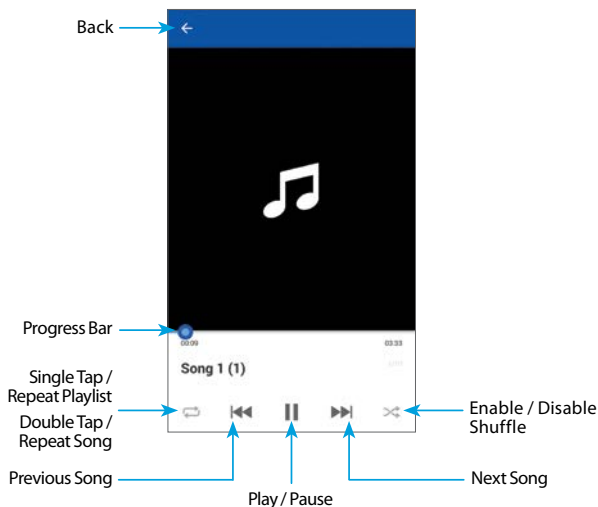 Back
Progress Bar
00:09
03:33
Song 1 (1)
Single Tap /
Repeat Playlist
Double Tap /
Repeat Song
Enable / Disable
Shuffle
Previous Song
Next Song
Play / Pause